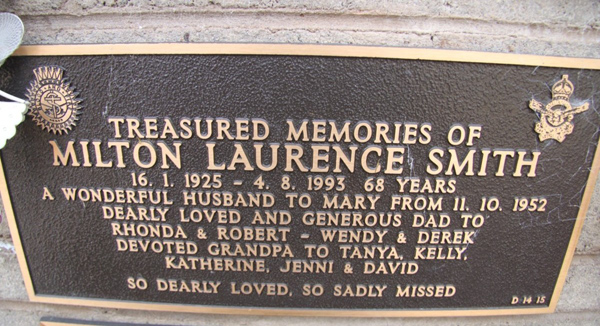 TREASURED MEMORIES OF
MILTON LAURENCE SMITH
16. 1. 1925 - 4. 8. 1993 68 YEARS
A WONDERFUL HUSBAND TO MARY FROM 11. 10. 1952
DEARLY LOVED AND GENEROUS DAD TO
RHONDA & ROBERT - WENDY & DEREK
DEVOTED GRANDPA TO TANYA, KELLY,
KATHERINE, JENNI & DAVID
SO DEARLY LOVED, SO SADLY MISSED
D 14 15